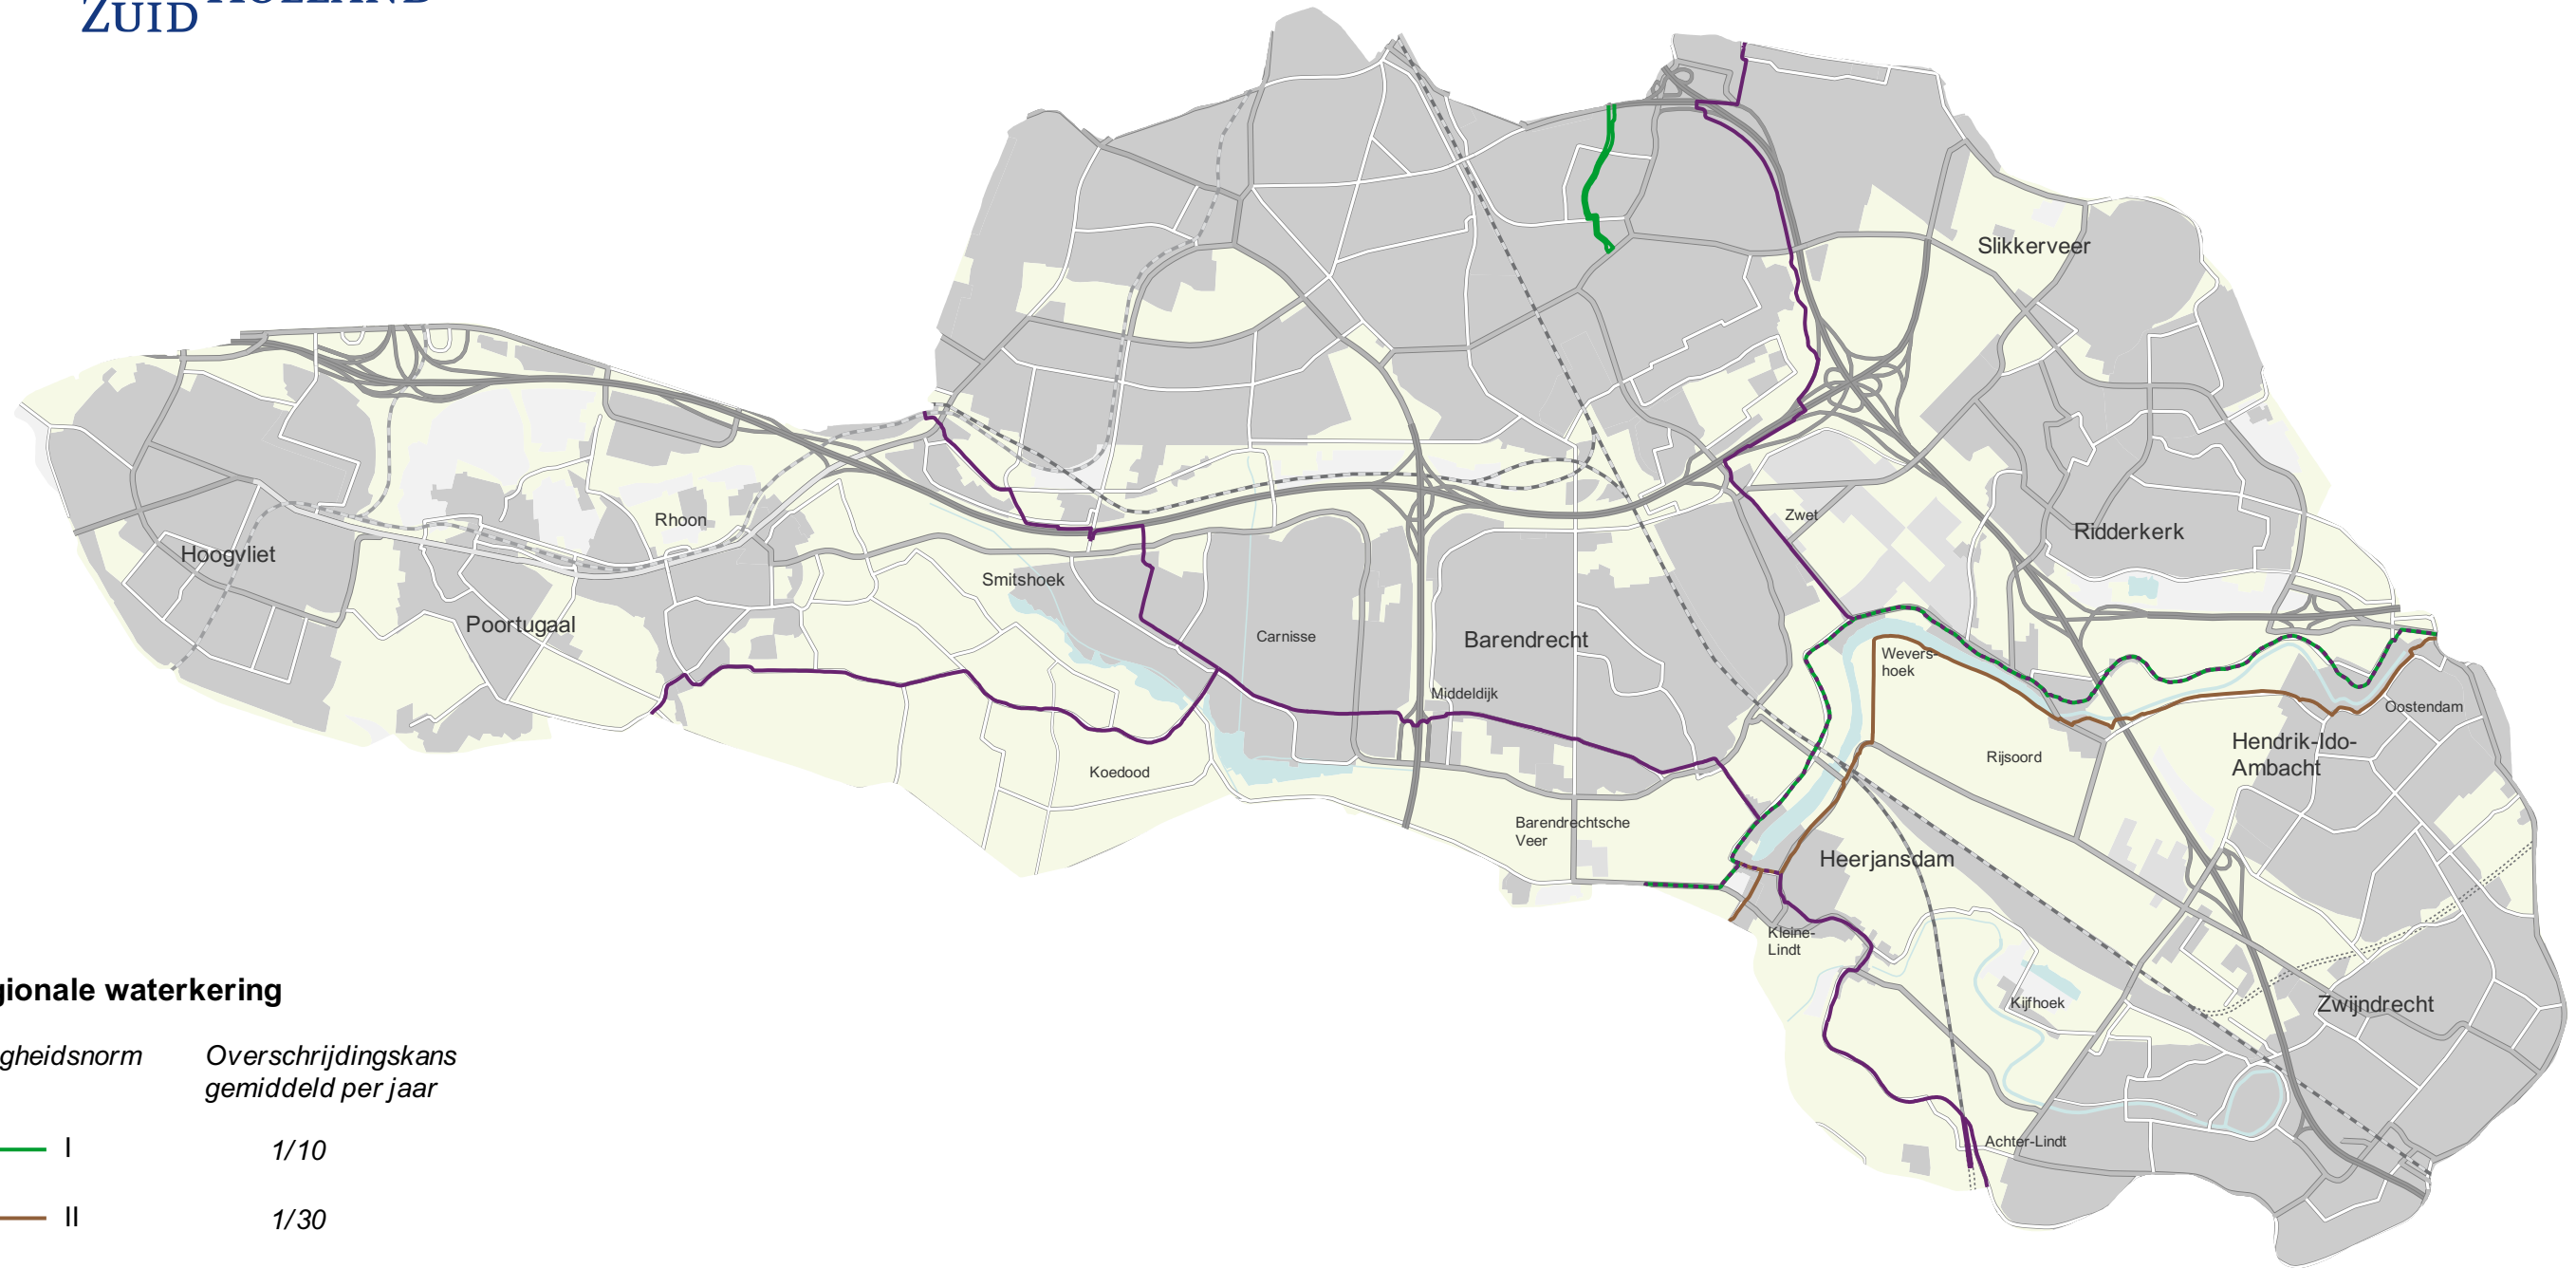 ZUID
Slikkerveer
Rhoon
Zwet
Ridderkerk
Hoogvliet
Smitshoek
Poortugaal
Carnisse
Barendrecht
Wevers-
hoek
Middeldijk
Oostendam
Hendrik-Ido-
Ambacht
Rijsoord
Koedood
Barendrechtsche
Veer
Heerjansdam
Kleine-
Lindt
Kijfhoek
Zwijndrecht
Achter-Lindt
gionale waterkering
gheidsnorm Overschrijdingskans
gemiddeld per jaar
I 1/10
II 1/30